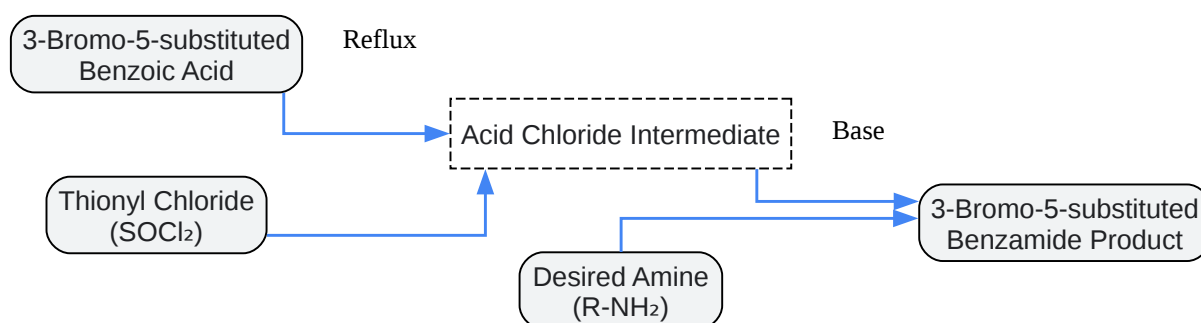 3-Bromo-5-substituted
Benzoic Acid
Reflux
Acid Chloride Intermediate
Base
Thionyl Chloride
(SOCl₂)
Desired Amine
(R-NH₂)
3-Bromo-5-substituted
Benzamide Product